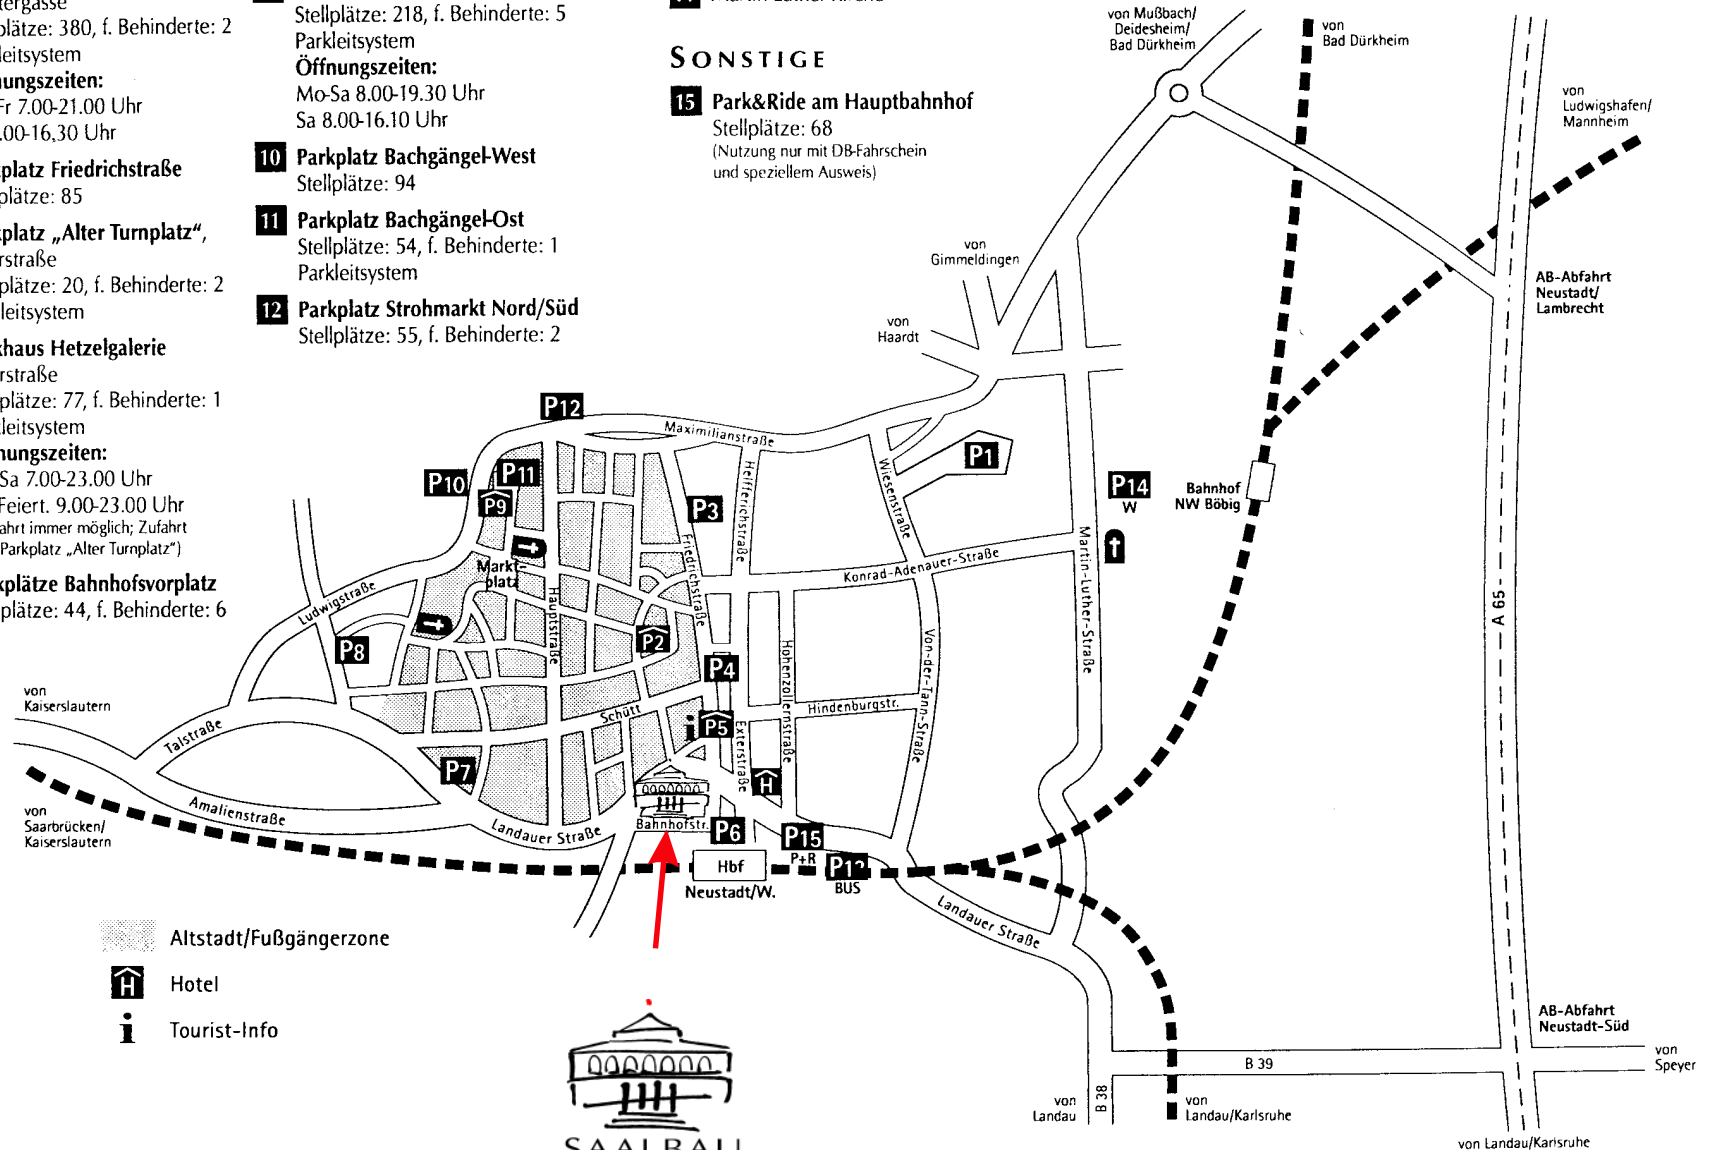 plätze: 380, f. Behinderte: 2
leitsystem
nungszeiten:
Fr 7.00-21.00 Uhr
.00-16,30 Uhr
platz Friedrichstraße
plätze: 85
platz „Alter Turnplatz“,
rstraße
plätze: 20, f. Behinderte: 2
leitsystem
khaus Hetzelgalerie
rstraße
plätze: 77, f. Behinderte: 1
leitsystem
nungszeiten:
Sa 7.00-23.00 Uhr
Feiert. 9.00-23.00 Uhr
fahrt immer möglich; Zufahrt
Parkplatz „Alter Turnplatz“)
kplätze Bahnhofsvorplatz
plätze: 44, f. Behinderte: 6
Stellplätze: 218, f. Behinderte: 5
Parkleitsystem
Öffnungszeiten:
Mo-Sa 8.00-19.30 Uhr
Sa 8.00-16.10 Uhr
10 Parkplatz Bachgängel-West
Stellplätze: 94
11 Parkplatz Bachgängel-Ost
Stellplätze: 54, f. Behinderte: 1
Parkleitsystem
12 Parkplatz Strohmarkt Nord/Süd
Stellplätze: 55, f. Behinderte: 2
SONSTIGE
15 Park&Ride am Hauptbahnhof
Stellplätze: 68
(Nutzung nur mit DB-Fahrschein
und speziellem Ausweis)
von Mußbach/
Deidesheim/
Bad Dürkheim
von
Bad Dürkheim
von
Ludwigshafen/
Mannheim
von
Gimmeldingen
von
Haardt
AB-Abfahrt
Neustadt/
Lambrecht
P12
Maximilianstraße
P11
P10
P9
P3
Helfferichstraße
Wiesenstraße
P1
P14
W
Bahnhof
NW Böbig
Markt-
platz
Friedrichstraße
Konrad-Adenauer-Straße
Martin-Luther-Straße
A 65
Ludwigstraße
Hauptstraße
P8
P2
P4
Hohenzollernstraße
Von-der-Tann-Straße
Hindenburgstr.
von
Kaiserslautern
Talstraße
Schütt
i
P5
Exterstraße
P7
H
Amalienstraße
von
Saarbrücken/
Kaiserslautern
Landauer Straße
Bahnhofstr.
P6
P15
P+R
Hbf
Neustadt/W.
BUS
Landauer Straße
Altstadt/Fußgängerzone
H Hotel
i Tourist-Info
SAALBAU
AB-Abfahrt
Neustadt-Süd
B 39
von
Speyer
von
Landau
B 38
von
Landau/Karlsruhe
von Landau/Karlsruhe